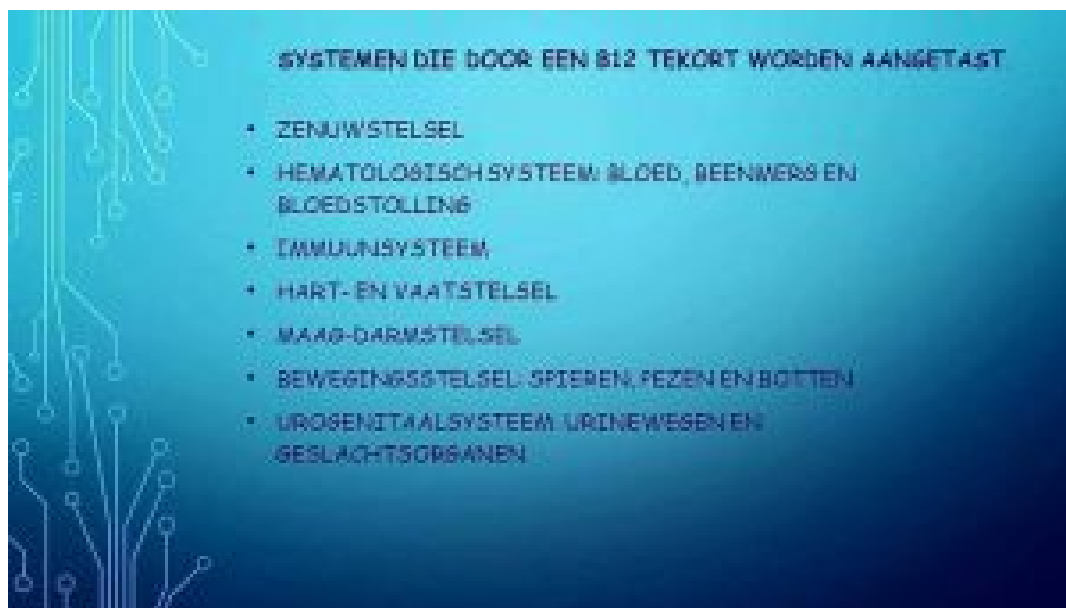 SYSTEMEN DIE DOOR EEN B12 TEKORT WORDEN AANGETAST
• ZENUWSTELSEL
• HEMATOLOGISCH SYSTEEM: BLOED, BEENMERG EN
BLOEDSTOLLING
• IMMUUNSYSTEEM
• HART- EN VAATSTELSEL
• MAAG-DARMSTELSEL
• BEWEGINGSSTELSEL: SPIEREN, PEZEN EN BOTTEN
• UROGENITAALSYSTEEM: URINEWEGEN EN
GESLACHTSORGANEN